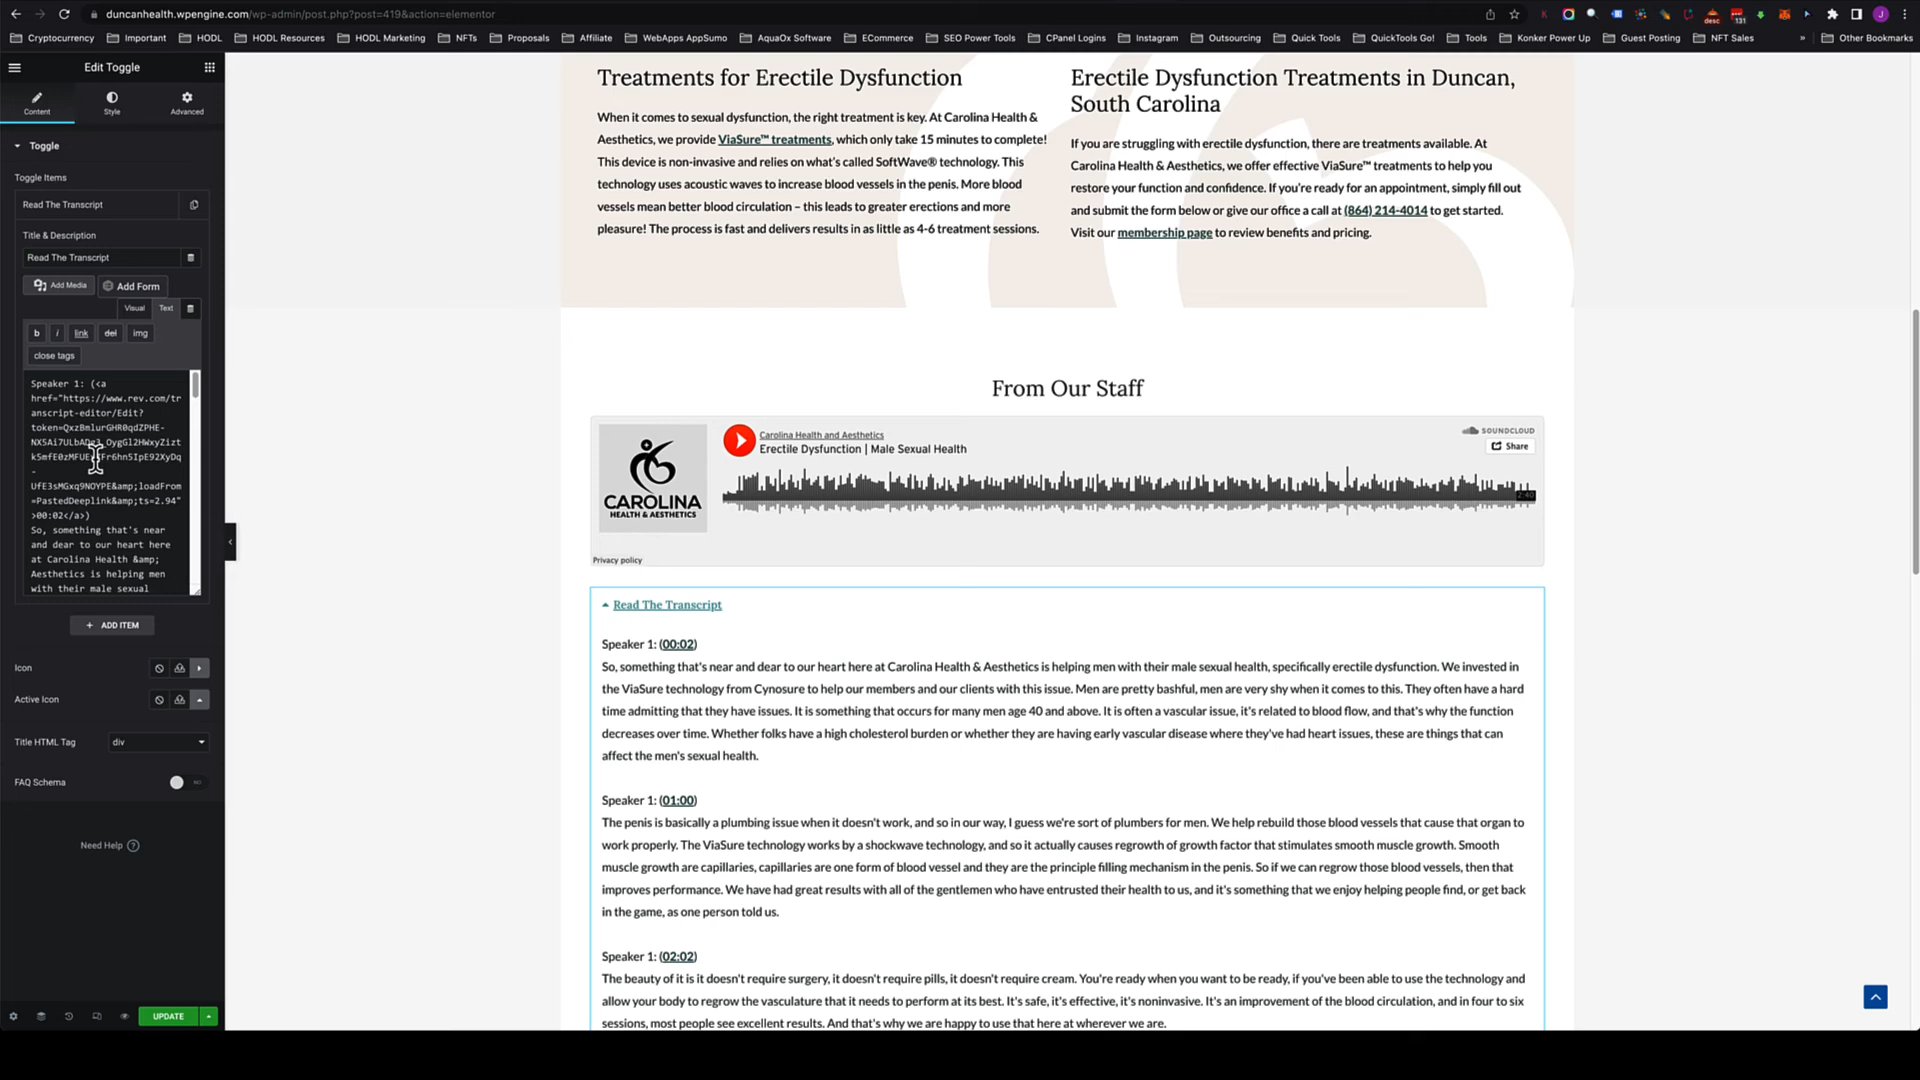 duncanhealth.wpengine.com/wp-admin/post.php?post=419&action=elementor
desc
131
J
Cryptocurrency
Important
HODL
HODL Resources
HODL Marketing
NFTs
Proposals
Affiliate
WebApps AppSumo
AquaOx Software
ECommerce
SEO Power Tools
CPanel Logins
Instagram
Outsourcing
Quick Tools
QuickTools Go!
Tools
Konker Power Up
Guest Posting
NFT Sales
»
Other Bookmarks
Edit Toggle
Content
Style
Advanced
Toggle
Toggle Items
Read The Transcript
Title & Description
Read The Transcript
Add Media
Add Form
Visual
Text
b
i
link
del
img
close tags
Speaker 1: (<a
href="https://www.rev.com/tr
anscript-editor/Edit?
-
=PastedDeeplink&amp;ts=2.94"
>00:02</a>)
So, something that's near
and dear to our heart here
at Carolina Health &amp;
Aesthetics is helping men
with their male sexual
+ ADD ITEM
Icon
Active Icon
Title HTML Tag
div
FAQ Schema
NO
Need Help
UPDATE
Treatments for Erectile Dysfunction
When it comes to sexual dysfunction, the right treatment is key. At Carolina Health &
Aesthetics, we provide ViaSure™ treatments, which only take 15 minutes to complete!
This device is non-invasive and relies on what's called SoftWave® technology. This
technology uses acoustic waves to increase blood vessels in the penis. More blood
vessels mean better blood circulation – this leads to greater erections and more
pleasure! The process is fast and delivers results in as little as 4-6 treatment sessions.
Erectile Dysfunction Treatments in Duncan,
South Carolina
If you are struggling with erectile dysfunction, there are treatments available. At
Carolina Health & Aesthetics, we offer effective ViaSure™ treatments to help you
restore your function and confidence. If you're ready for an appointment, simply fill out
and submit the form below or give our office a call at (864) 214-4014 to get started.
Visit our membership page to review benefits and pricing.
From Our Staff
CAROLINA
HEALTH & AESTHETICS
Carolina Health and Aesthetics
Erectile Dysfunction | Male Sexual Health
SOUNDCLOUD
Share
2:40
Privacy policy
Read The Transcript
Speaker 1: (00:02)
So, something that's near and dear to our heart here at Carolina Health & Aesthetics is helping men with their male sexual health, specifically erectile dysfunction. We invested in
the ViaSure technology from Cynosure to help our members and our clients with this issue. Men are pretty bashful, men are very shy when it comes to this. They often have a hard
time admitting that they have issues. It is something that occurs for many men age 40 and above. It is often a vascular issue, it's related to blood flow, and that's why the function
decreases over time. Whether folks have a high cholesterol burden or whether they are having early vascular disease where they've had heart issues, these are things that can
affect the men's sexual health.
Speaker 1: (01:00)
The penis is basically a plumbing issue when it doesn't work, and so in our way, I guess we're sort of plumbers for men. We help rebuild those blood vessels that cause that organ to
work properly. The ViaSure technology works by a shockwave technology, and so it actually causes regrowth of growth factor that stimulates smooth muscle growth. Smooth
muscle growth are capillaries, capillaries are one form of blood vessel and they are the principle filling mechanism in the penis. So if we can regrow those blood vessels, then that
improves performance. We have had great results with all of the gentlemen who have entrusted their health to us, and it's something that we enjoy helping people find, or get back
in the game, as one person told us.
Speaker 1: (02:02)
The beauty of it is it doesn't require surgery, it doesn't require pills, it doesn't require cream. You're ready when you want to be ready, if you've been able to use the technology and
allow your body to regrow the vasculature that it needs to perform at its best. It's safe, it's effective, it's noninvasive. It's an improvement of the blood circulation, and in four to six
sessions, most people see excellent results. And that's why we are happy to use that here at wherever we are.